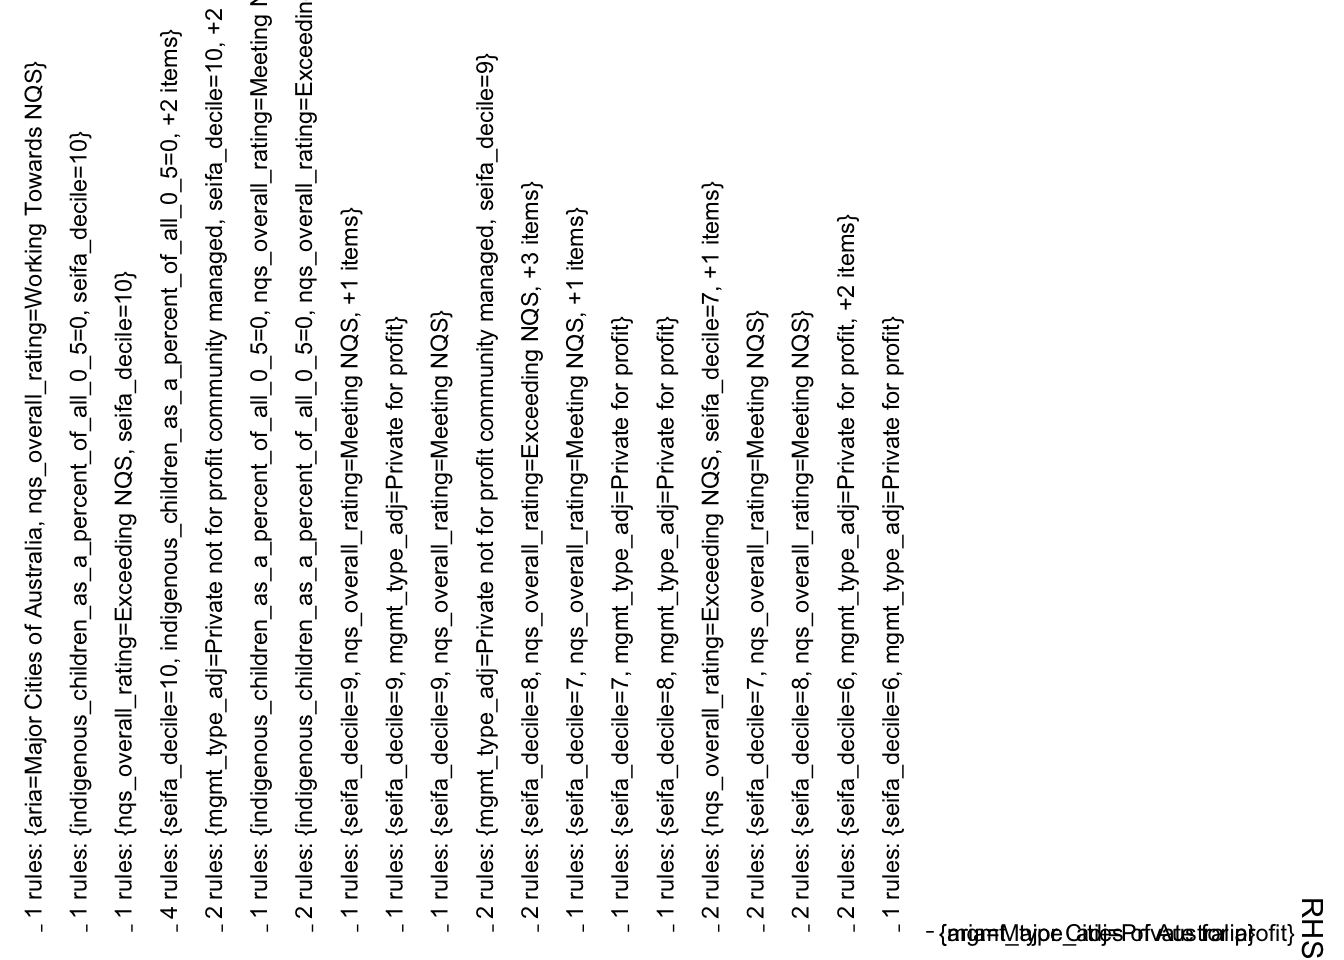 1 rules: {aria=Major Cities of Australia, nqs_overall_rating=Working Towards NQS}
1 rules: {indigenous_children_as_a_percent_of_all_0_5=0, seifa_decile=10}
1 rules: {nqs_overall_rating=Exceeding NQS, seifa_decile=10}
4 rules: {seifa_decile=10, indigenous_children_as_a_percent_of_all_0_5=0, +2 items}
2 rules: {mgmt_type_adj=Private not for profit community managed, seifa_decile=10, +2
1 rules: {indigenous_children_as_a_percent_of_all_0_5=0, nqs_overall_rating=Meeting N
2 rules: {indigenous_children_as_a_percent_of_all_0_5=0, nqs_overall_rating=Exceedin
1 rules: {seifa_decile=9, nqs_overall_rating=Meeting NQS, +1 items}
1 rules: {seifa_decile=9, mgmt_type_adj=Private for profit}
1 rules: {seifa_decile=9, nqs_overall_rating=Meeting NQS}
2 rules: {mgmt_type_adj=Private not for profit community managed, seifa_decile=9}
2 rules: {seifa_decile=8, nqs_overall_rating=Exceeding NQS, +3 items}
1 rules: {seifa_decile=7, nqs_overall_rating=Meeting NQS, +1 items}
1 rules: {seifa_decile=7, mgmt_type_adj=Private for profit}
1 rules: {seifa_decile=8, mgmt_type_adj=Private for profit}
2 rules: {nqs_overall_rating=Exceeding NQS, seifa_decile=7, +1 items}
2 rules: {seifa_decile=7, nqs_overall_rating=Meeting NQS}
2 rules: {seifa_decile=8, nqs_overall_rating=Meeting NQS}
2 rules: {seifa_decile=6, mgmt_type_adj=Private for profit, +2 items}
1 rules: {seifa_decile=6, mgmt_type_adj=Private for profit}
{aria=Major Cities of Australia}
{mgmt_type_adj=Private for profit}
RHS